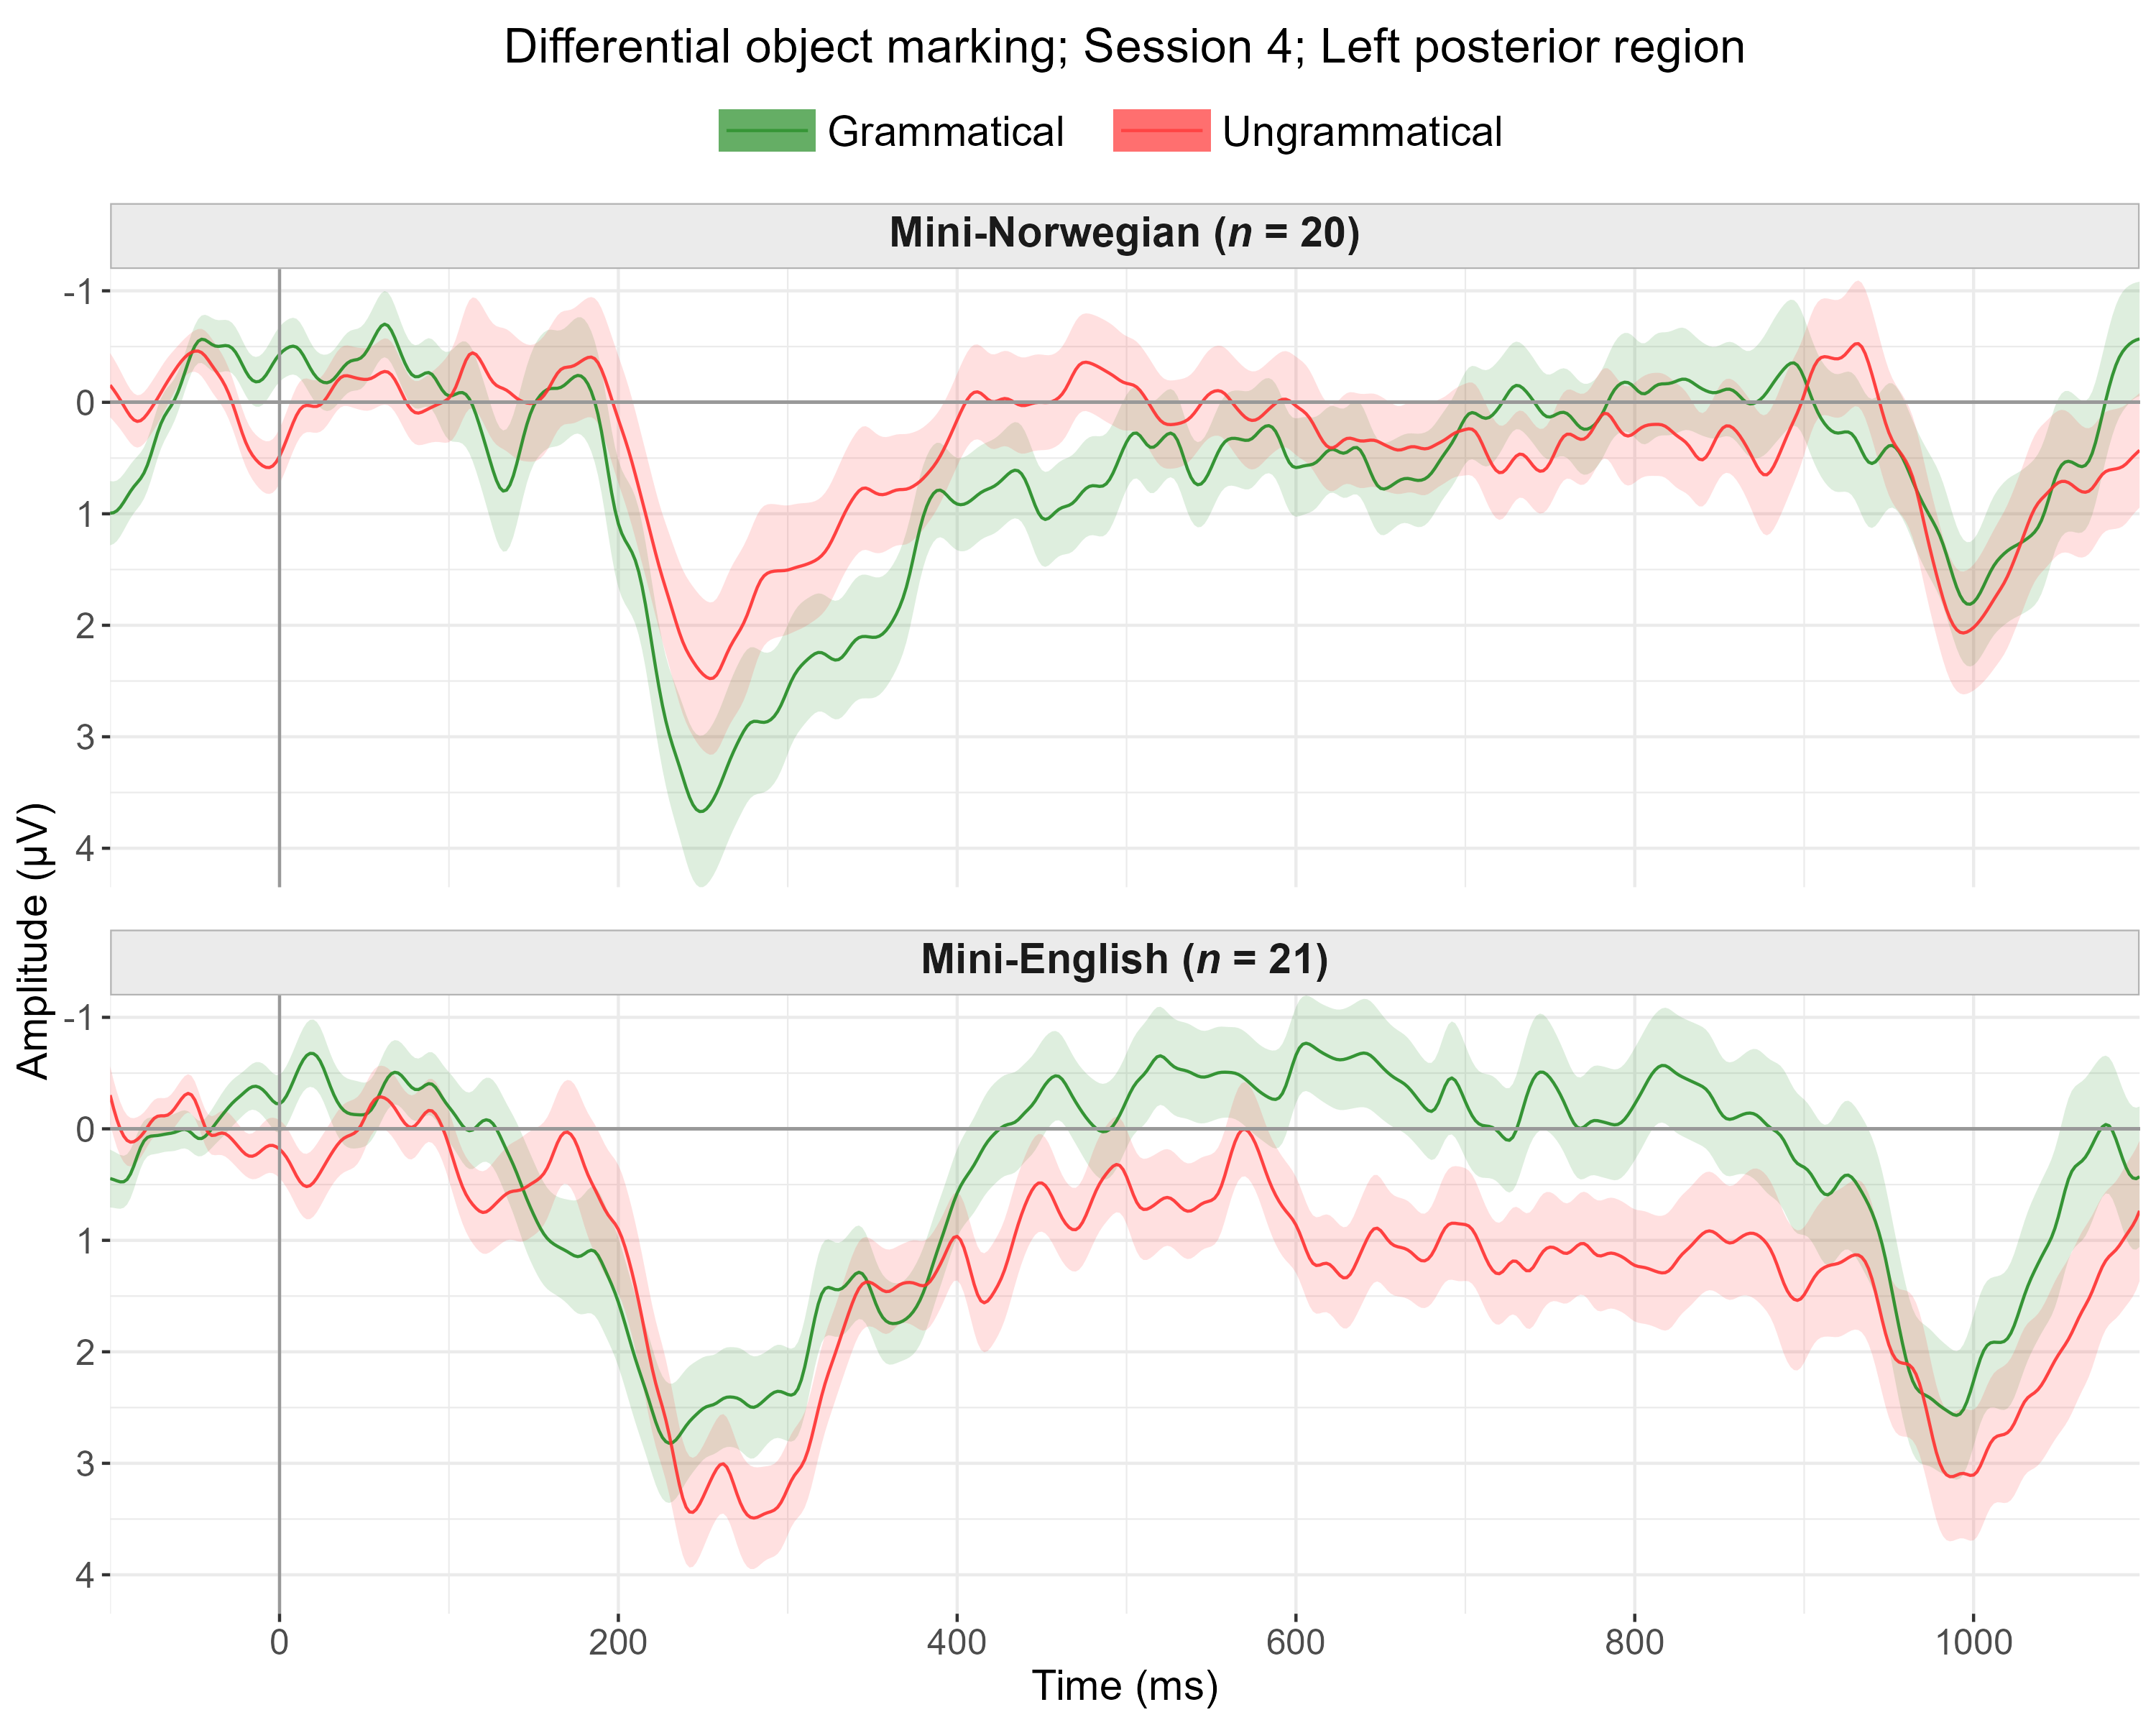 Differential object marking; Session 4; Left posterior region
Grammatical
Ungrammatical
Mini-Norwegian (n = 20)
-1
0
1
2
3
4
Mini-English (n = 21)
-1
0
1
2
3
4
Amplitude (µV)
0 200 400 600 800 1000
Time (ms)